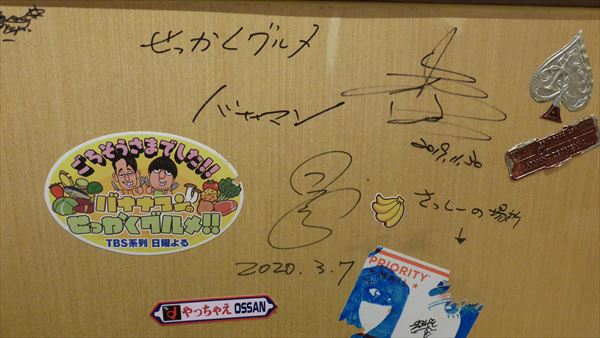 せっかくグルメ
バナナマン
2019.11.30
ごちそうさまでした!!
バナナマンの
せっかくグルメ!!
TBS系列 日曜よる
さっしーの場所
↓
2020.3.7
PRIORITY
MAIL
やっちゃえ OSSAN